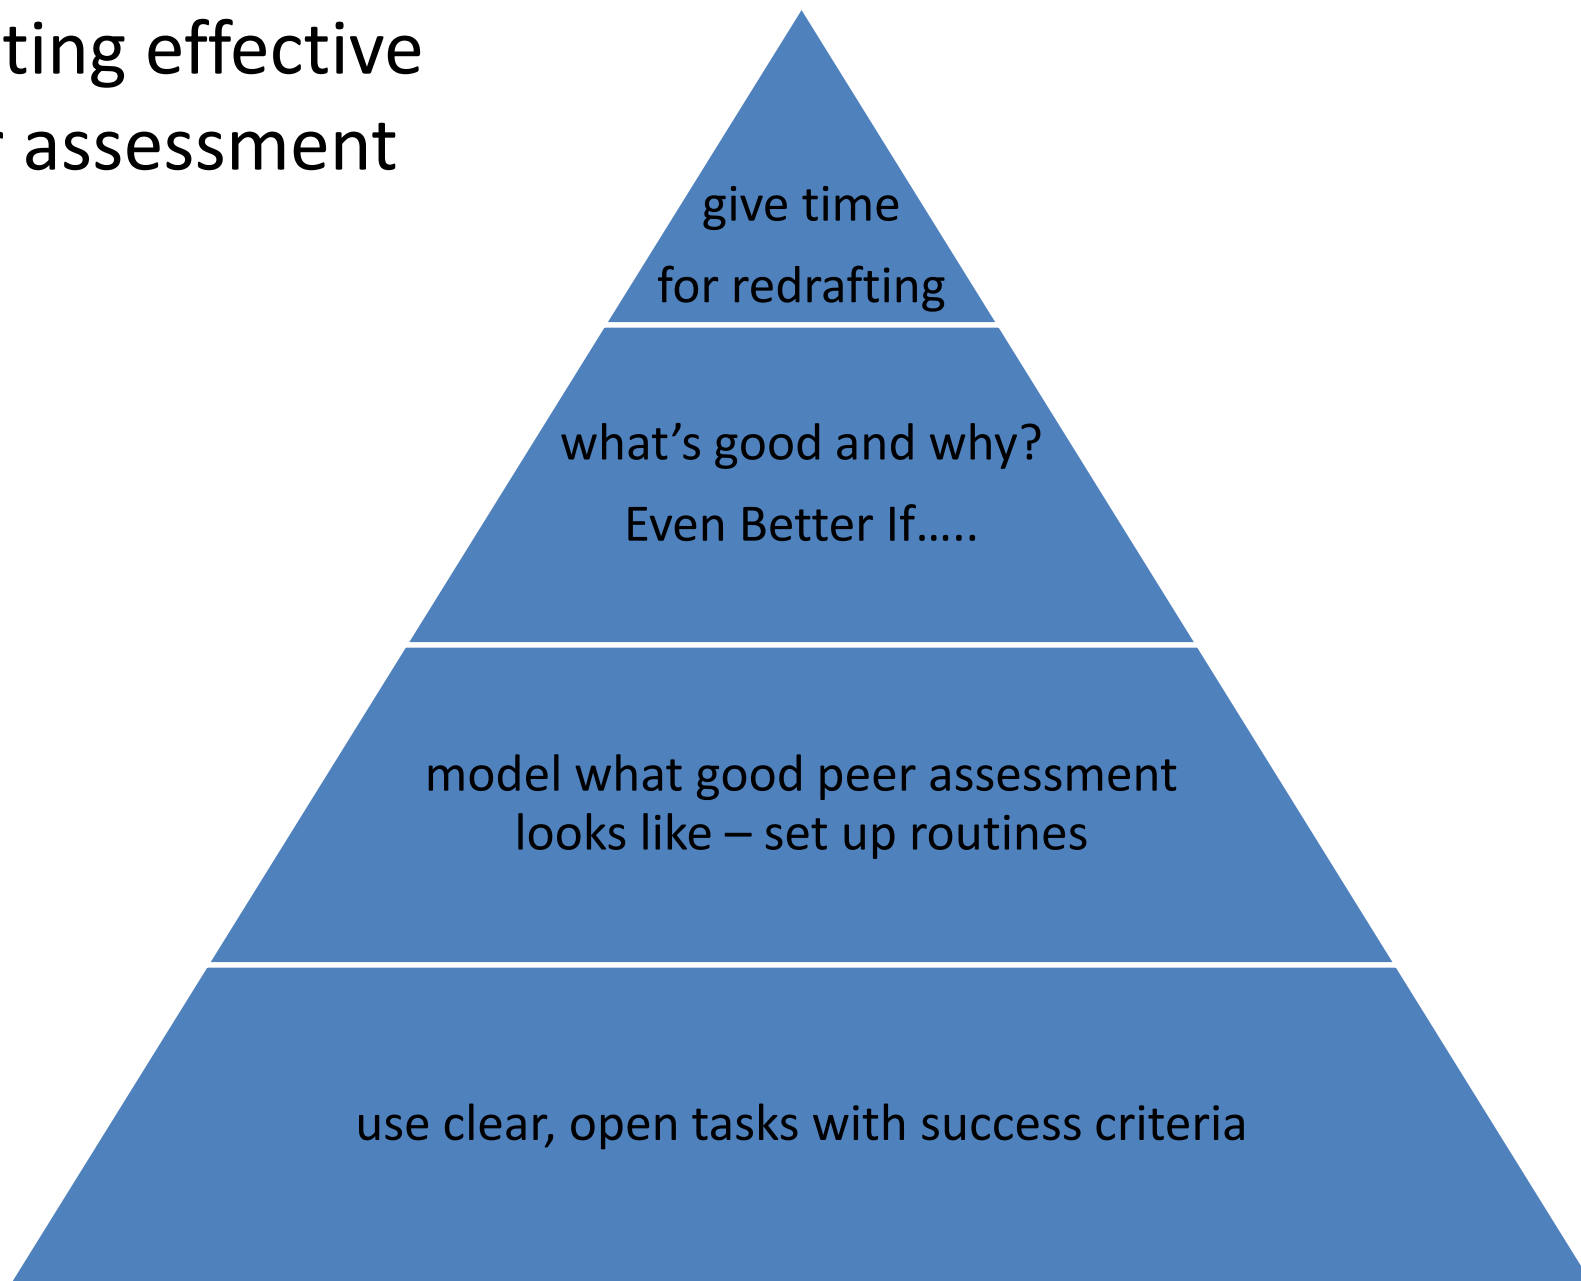 ting effective
assessment
give time
for redrafting
what’s good and why?
Even Better If…..
model what good peer assessment
looks like – set up routines
use clear, open tasks with success criteria